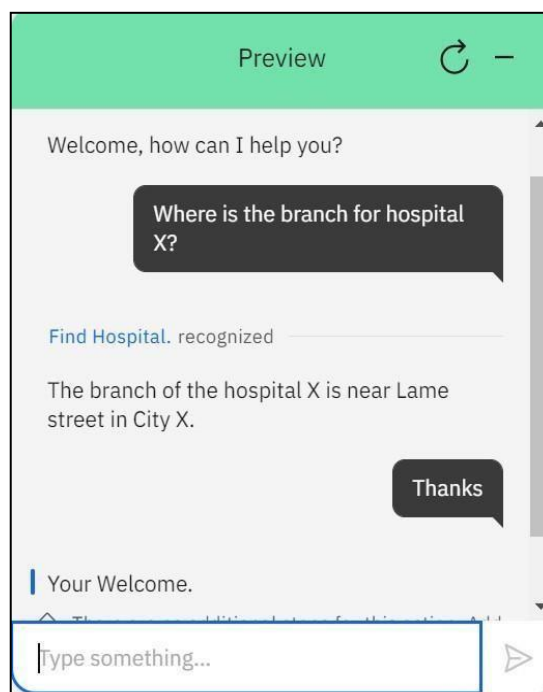 Preview
Welcome, how can I help you?
Where is the branch for hospital
X?
Find Hospital. recognized
The branch of the hospital X is near Lame
street in City X.
Thanks
Your Welcome.
Type something...